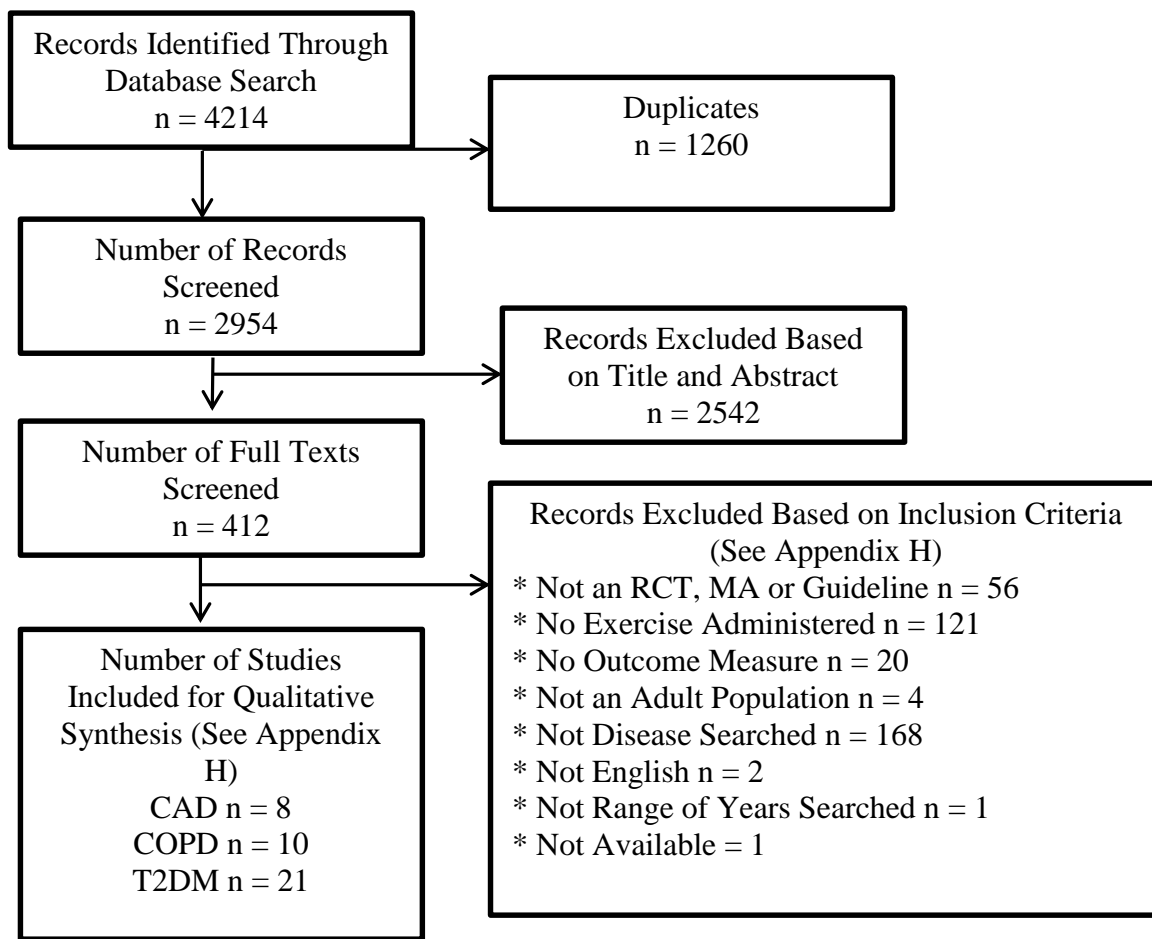 Records Identified Through
Database Search
n = 4214
Duplicates
n = 1260
Number of Records
Screened
n = 2954
Records Excluded Based
on Title and Abstract
n = 2542
Number of Full Texts
Screened
n = 412
Records Excluded Based on Inclusion Criteria
(See Appendix H)
* Not an RCT, MA or Guideline n = 56
* No Exercise Administered n = 121
* No Outcome Measure n = 20
* Not an Adult Population n = 4
* Not Disease Searched n = 168
* Not English n = 2
* Not Range of Years Searched n = 1
* Not Available = 1
Number of Studies
Included for Qualitative
Synthesis (See Appendix
H)
CAD n = 8
COPD n = 10
T2DM n = 21